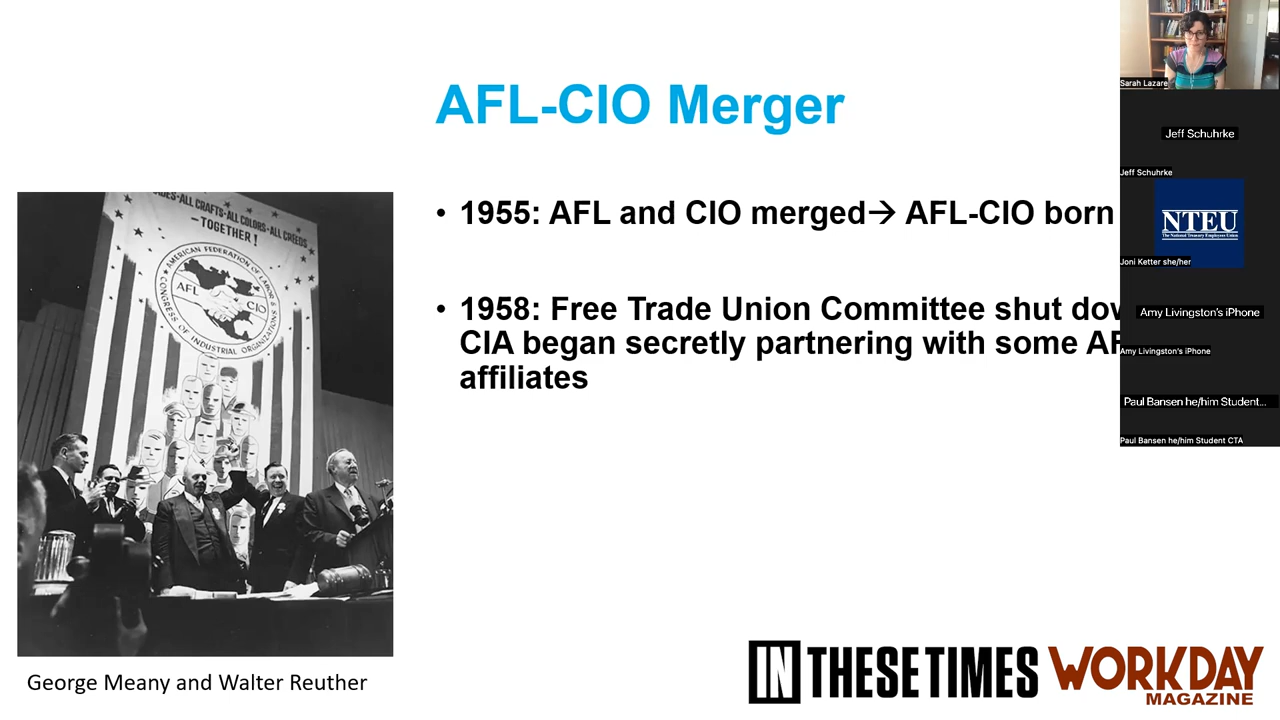 AFL-CIO Merger
ADES-ALL CRAFTS-ALL COLORS-ALL CREEDS
-TOGETHER!
AMERICAN FEDERATION OF LABOR &
CONGRESS OF INDUSTRIAL ORGANIZATIONS
AFL CIO
George Meany and Walter Reuther
• 1955: AFL and CIO merged→ AFL-CIO born
• 1958: Free Trade Union Committee shut dov
CIA began secretly partnering with some AF
affiliates
IN THESE TIMES WORKDAY
MAGAZINE
Sarah Lazare
Jeff Schuhrke
Jeff Schuhrke
NTEU
The National Treasury Employees Union
Joni Ketter she/her
Amy Livingston's iPhone
Amy Livingston's iPhone
Paul Bansen he/him Student...
Paul Bansen he/him Student CTA